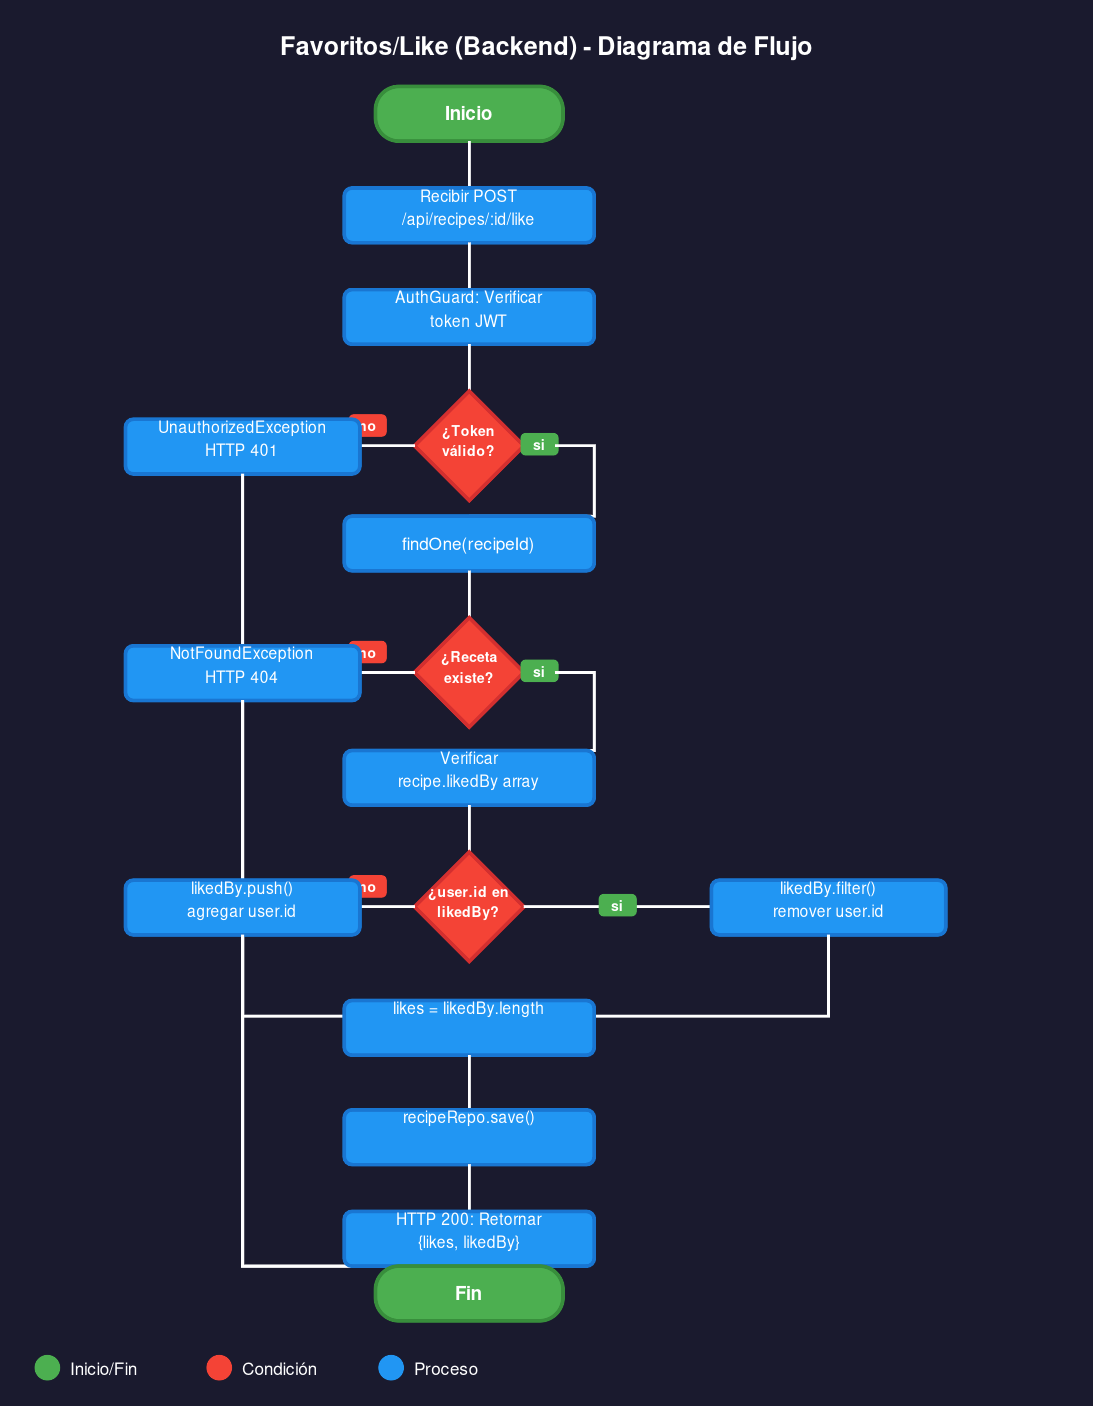 Favoritos/Like (Backend) - Diagrama de Flujo
Inicio
Recibir POST
/api/recipes/:id/like
AuthGuard: Verificar
token JWT
¿Token
válido?
no
si
UnauthorizedException
HTTP 401
findOne(recipeId)
¿Receta
existe?
no
si
NotFoundException
HTTP 404
Verificar
recipe.likedBy array
¿user.id en
likedBy?
no
si
likedBy.push()
agregar user.id
likedBy.filter()
remover user.id
likes = likedBy.length
recipeRepo.save()
HTTP 200: Retornar
{likes, likedBy}
Fin
Inicio/Fin
Condición
Proceso